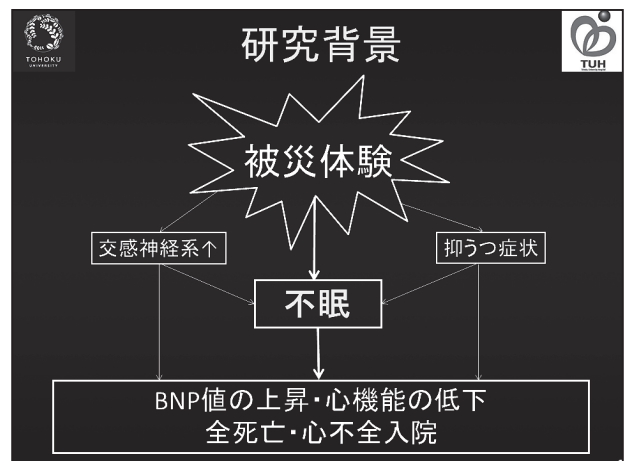 研究背景
TOHOKU
UNIVERSITY
TUH
被災体験
交感神経系↑
抑うつ症状
不眠
BNP値の上昇・心機能の低下
全死亡・心不全入院